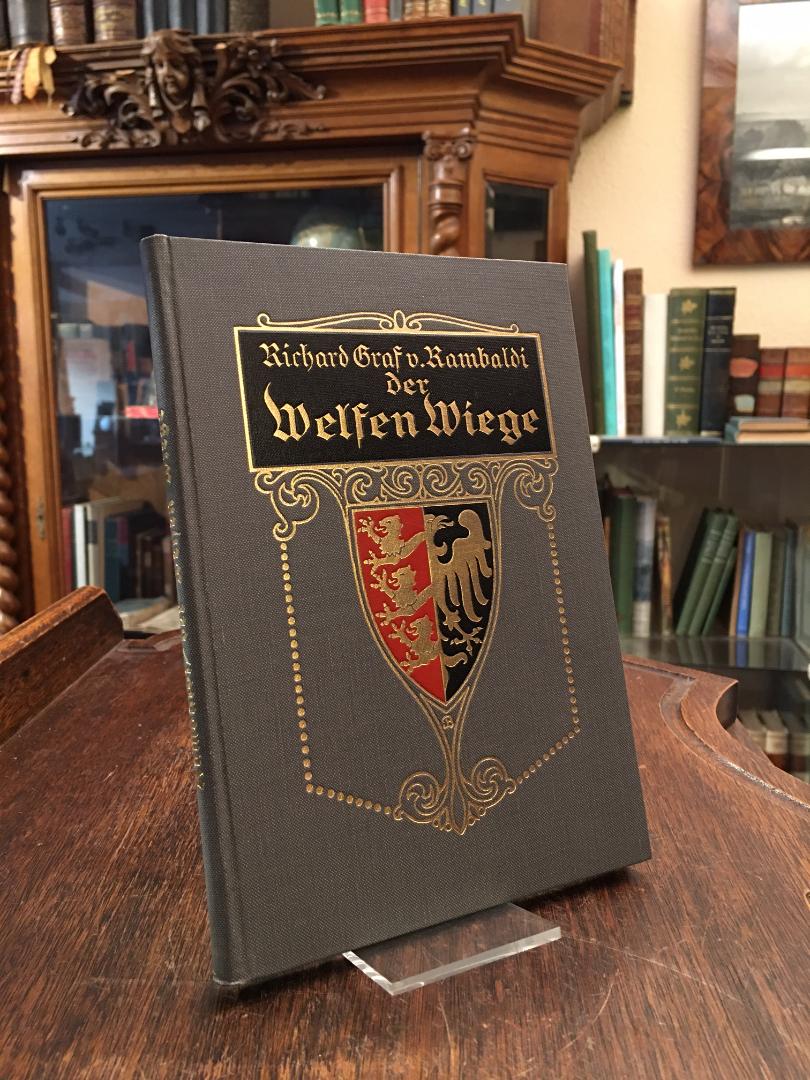 Richard Graf v. Rambaldi
Der
Welfen Wiege